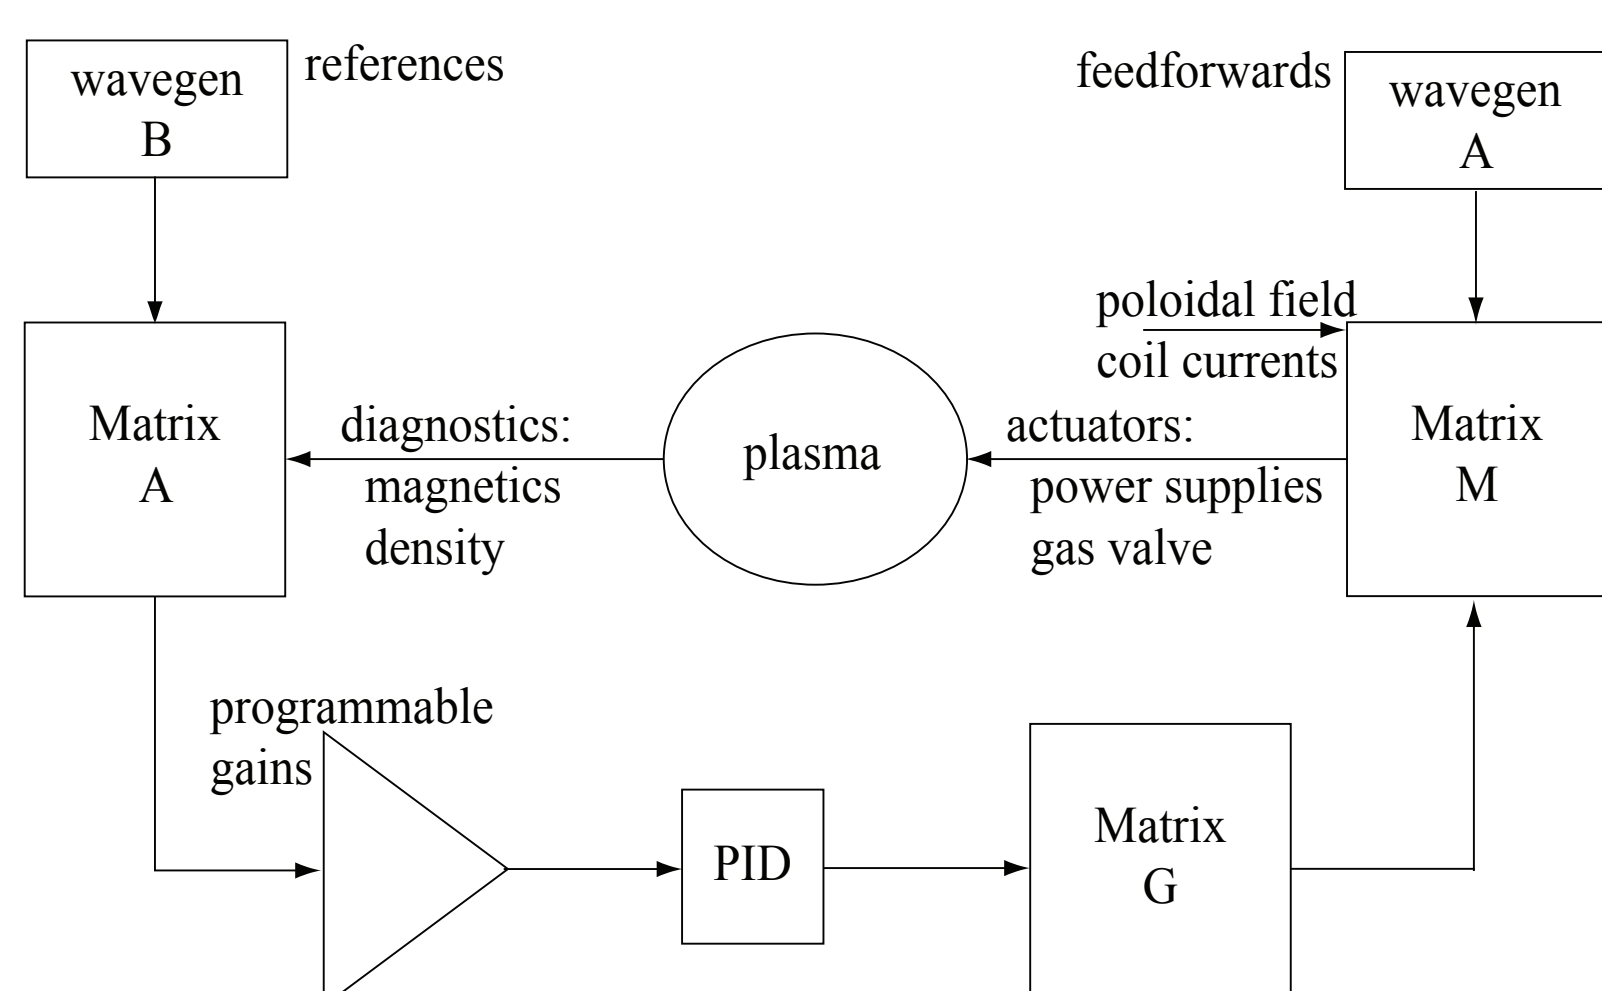 wavegen
B
references
feedforwards
wavegen
A
poloidal field
coil currents
Matrix
A
diagnostics:
magnetics
density
plasma
actuators:
power supplies
gas valve
Matrix
M
programmable
gains
PID
Matrix
G